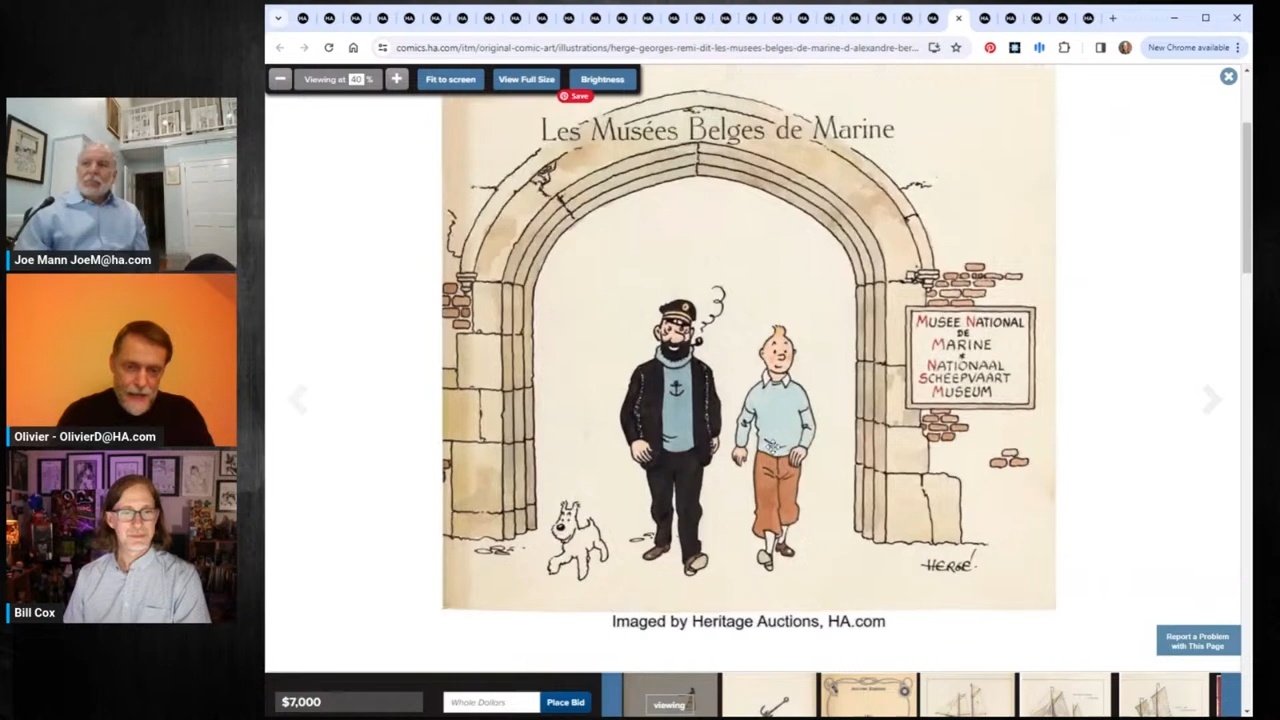 New Chrome available
comics.ha.com/itm/original-comic-art/illustrations/herge-georges-remi-dit-les-musees-belges-de-marine-d-alexandre-ber...
Viewing at 40 %
Fit to screen
View Full Size
Brightness
Save
Les Musées Belges de Marine
MUSEE NATIONAL
DE
MARINE
*
NATIONAAL
SCHEEPVAART
MUSEUM
HERGÉ
Imaged by Heritage Auctions, HA.com
Report a Problem
with This Page
$7,000
Whole Dollars
Place Bid
viewing
Joe Mann JoeM@ha.com
Olivier - OlivierD@HA.com
Bill Cox